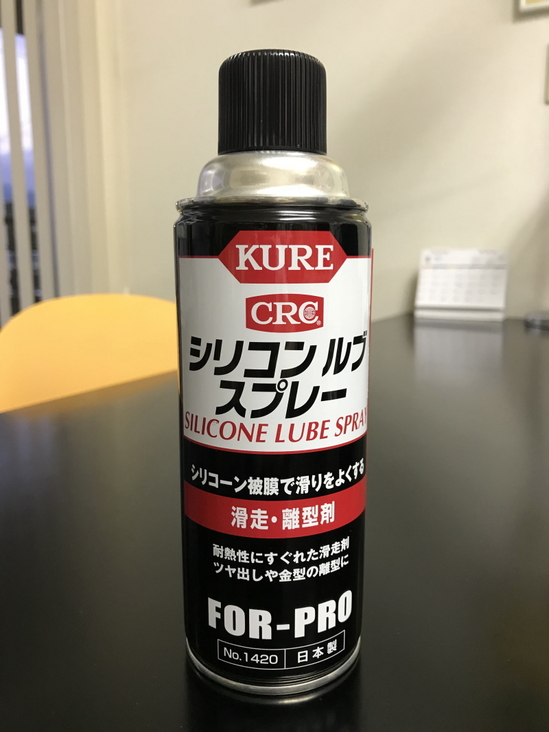 KURE
CRC®
シリコン ルブ
スプレー
SILICONE LUBE SPRAY
シリコーン被膜で滑りをよくする
滑走・離型剤
耐熱性にすぐれた滑走剤
ツヤ出しや金型の離型に
FOR-PRO
No.1420 日本製